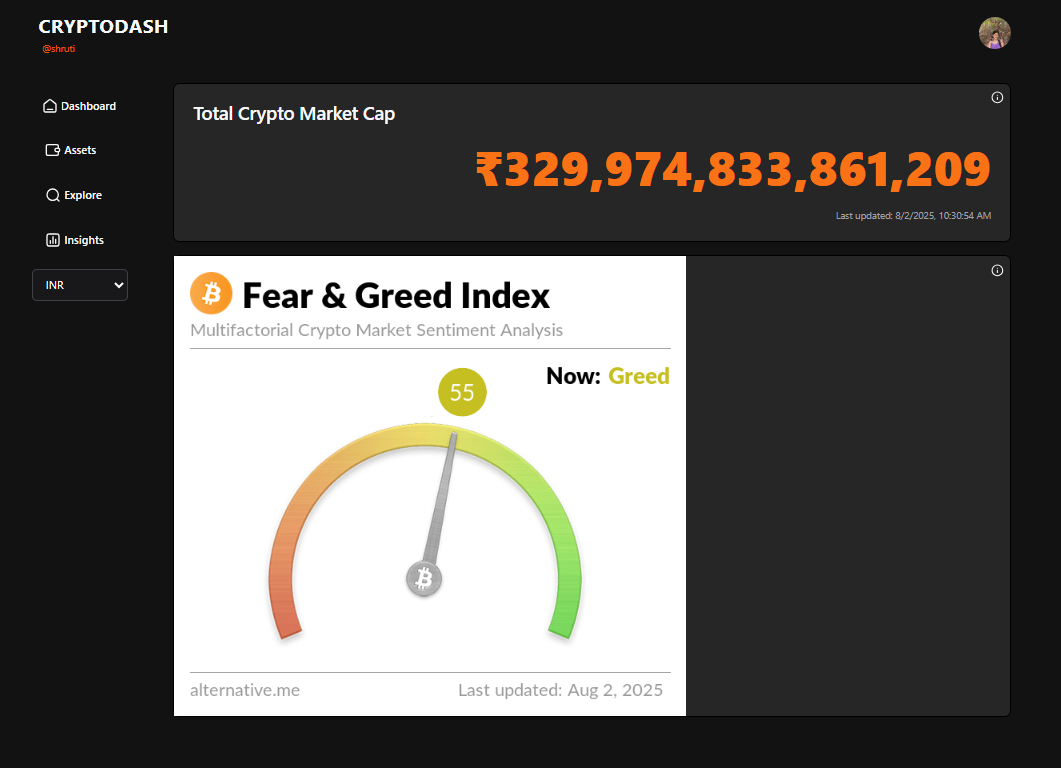 CRYPTODASH
@shruti
Dashboard
Assets
Explore
Insights
INR
Total Crypto Market Cap
₹329,974,833,861,209
Last updated: 8/2/2025, 10:30:54 AM
Fear & Greed Index
Multifactorial Crypto Market Sentiment Analysis
Now: Greed
55
alternative.me
Last updated: Aug 2, 2025